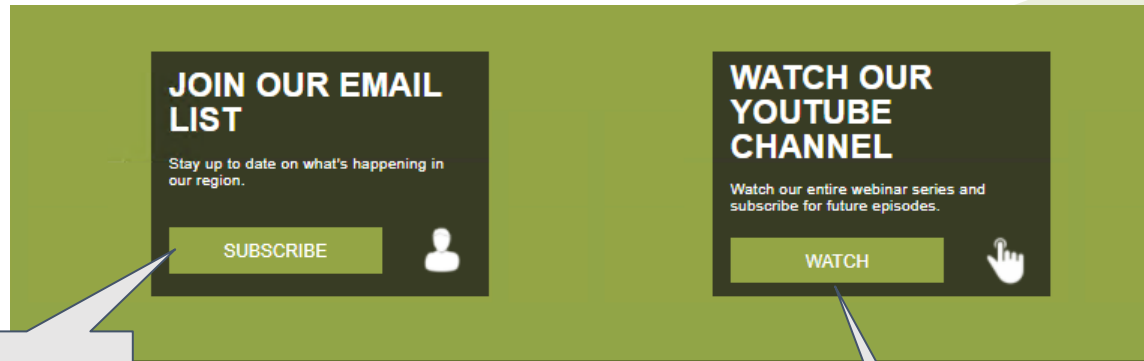 JOIN OUR EMAIL
LIST
Stay up to date on what's happening in
our region.
SUBSCRIBE
WATCH OUR
YOUTUBE
CHANNEL
Watch our entire webinar series and
subscribe for future episodes.
WATCH